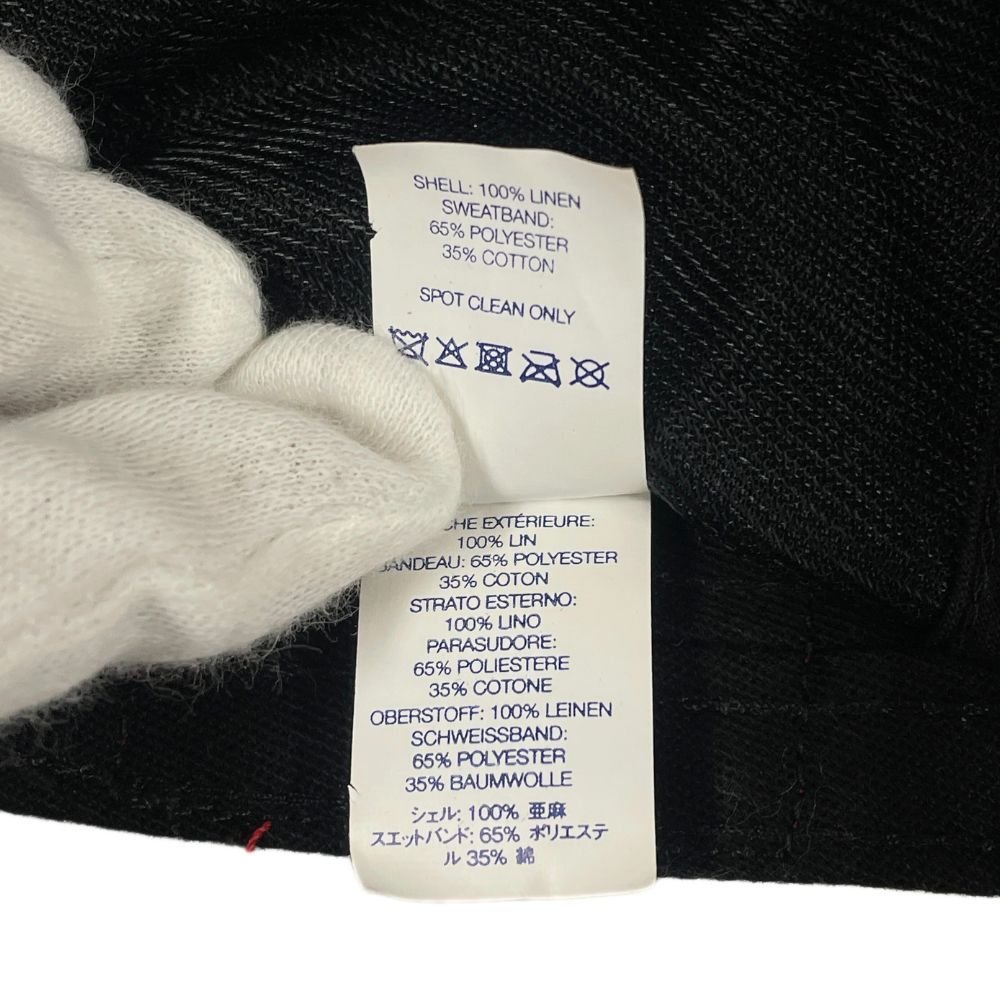 SHELL: 100% LINEN
SWEATBAND:
65% POLYESTER
35% COTTON
SPOT CLEAN ONLY
EXTÉRIEURE:
100% LIN
65% POLYESTER
35% COTON
STRATO ESTERNO:
100% LINO
PARASUDORE:
65% POLIESTERE
35% COTONE
OBERSTOFF: 100% LEINEN
SCHWEISSBAND:
65% POLYESTER
35% BAUMWOLLE
シェル: 100% 亜麻
スエットバンド: 65% ポリエステ
ル 35% 綿